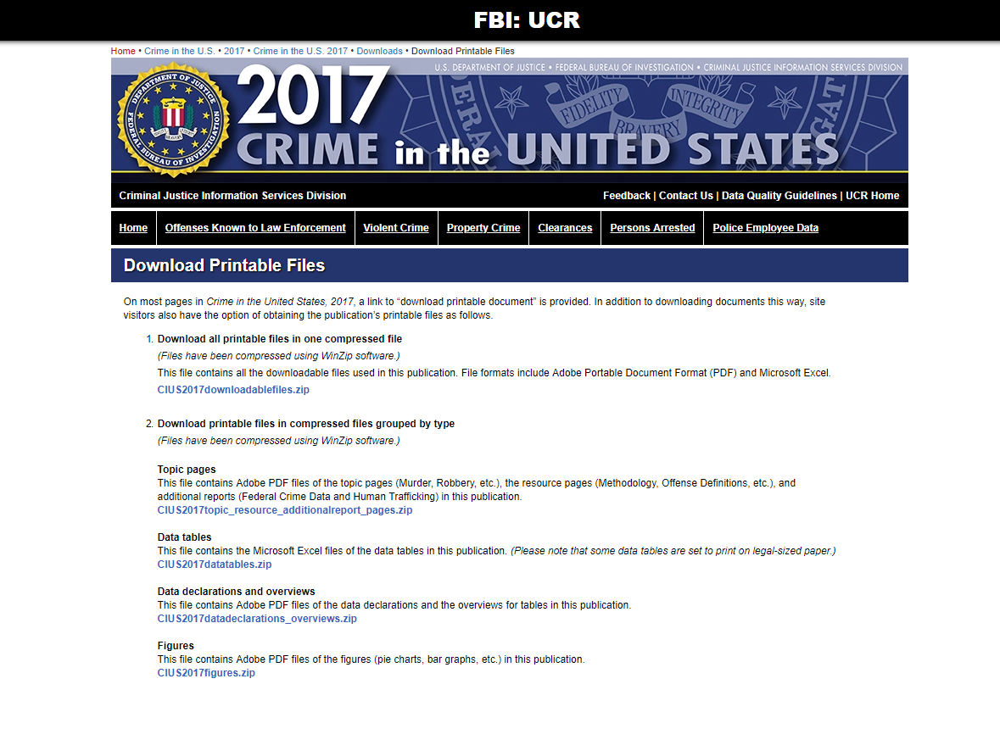 FBI: UCR
Home • Crime in the U.S. • 2017 • Crime in the U.S. 2017 • Downloads • Download Printable Files
U.S. DEPARTMENT OF JUSTICE • FEDERAL BUREAU OF INVESTIGATION • CRIMINAL JUSTICE INFORMATION SERVICES DIVISION
DEPARTMENT OF JUSTICE
FEDERAL BUREAU OF INVESTIGATION
2017
CRIME in the UNITED STATES
FIDELITY
BRAVERY
INTEGRITY
Criminal Justice Information Services Division
Feedback | Contact Us | Data Quality Guidelines | UCR Home
Home
Offenses Known to Law Enforcement
Violent Crime
Property Crime
Clearances
Persons Arrested
Police Employee Data
Download Printable Files
On most pages in Crime in the United States, 2017, a link to “download printable document” is provided. In addition to downloading documents this way, site
visitors also have the option of obtaining the publication’s printable files as follows.
1. Download all printable files in one compressed file
(Files have been compressed using WinZip software.)
This file contains all the downloadable files used in this publication. File formats include Adobe Portable Document Format (PDF) and Microsoft Excel.
CIUS2017downloadablefiles.zip
2. Download printable files in compressed files grouped by type
(Files have been compressed using WinZip software.)
Topic pages
This file contains Adobe PDF files of the topic pages (Murder, Robbery, etc.), the resource pages (Methodology, Offense Definitions, etc.), and
additional reports (Federal Crime Data and Human Trafficking) in this publication.
CIUS2017topic_resource_additionalreport_pages.zip
Data tables
This file contains the Microsoft Excel files of the data tables in this publication. (Please note that some data tables are set to print on legal-sized paper.)
CIUS2017datatables.zip
Data declarations and overviews
This file contains Adobe PDF files of the data declarations and the overviews for tables in this publication.
CIUS2017datadeclarations_overviews.zip
Figures
This file contains Adobe PDF files of the figures (pie charts, bar graphs, etc.) in this publication.
CIUS2017figures.zip